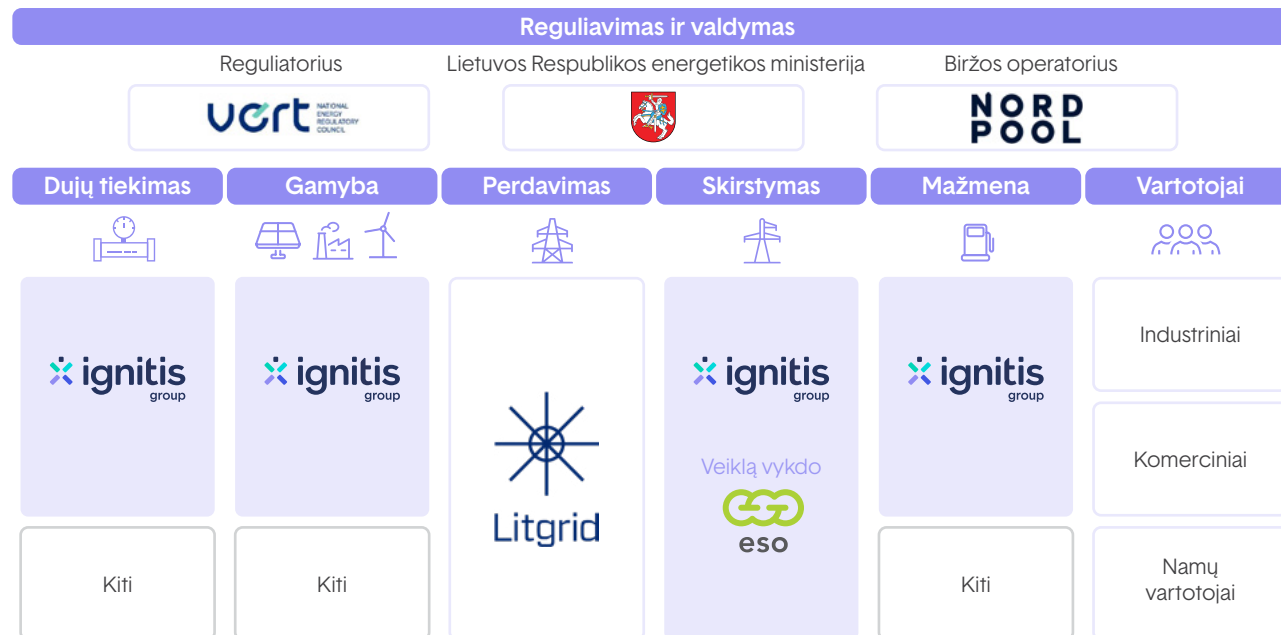 Reguliavimas ir valdymas
Reguliatorius
Lietuvos Respublikos energetikos ministerija
Biržos operatorius
vert
NATIONAL
ENERGY
REGULATORY
COUNCIL
NORD
POOL
Dujų tiekimas
Gamyba
Perdavimas
Skirstymas
Mažmena
Vartotojai
ignitis
group
Kiti
ignitis
group
Kiti
Litgrid
ignitis
group
Veiklą vykdo
eso
ignitis
group
Kiti
Industriniai
Komerciniai
Namų
vartotojai